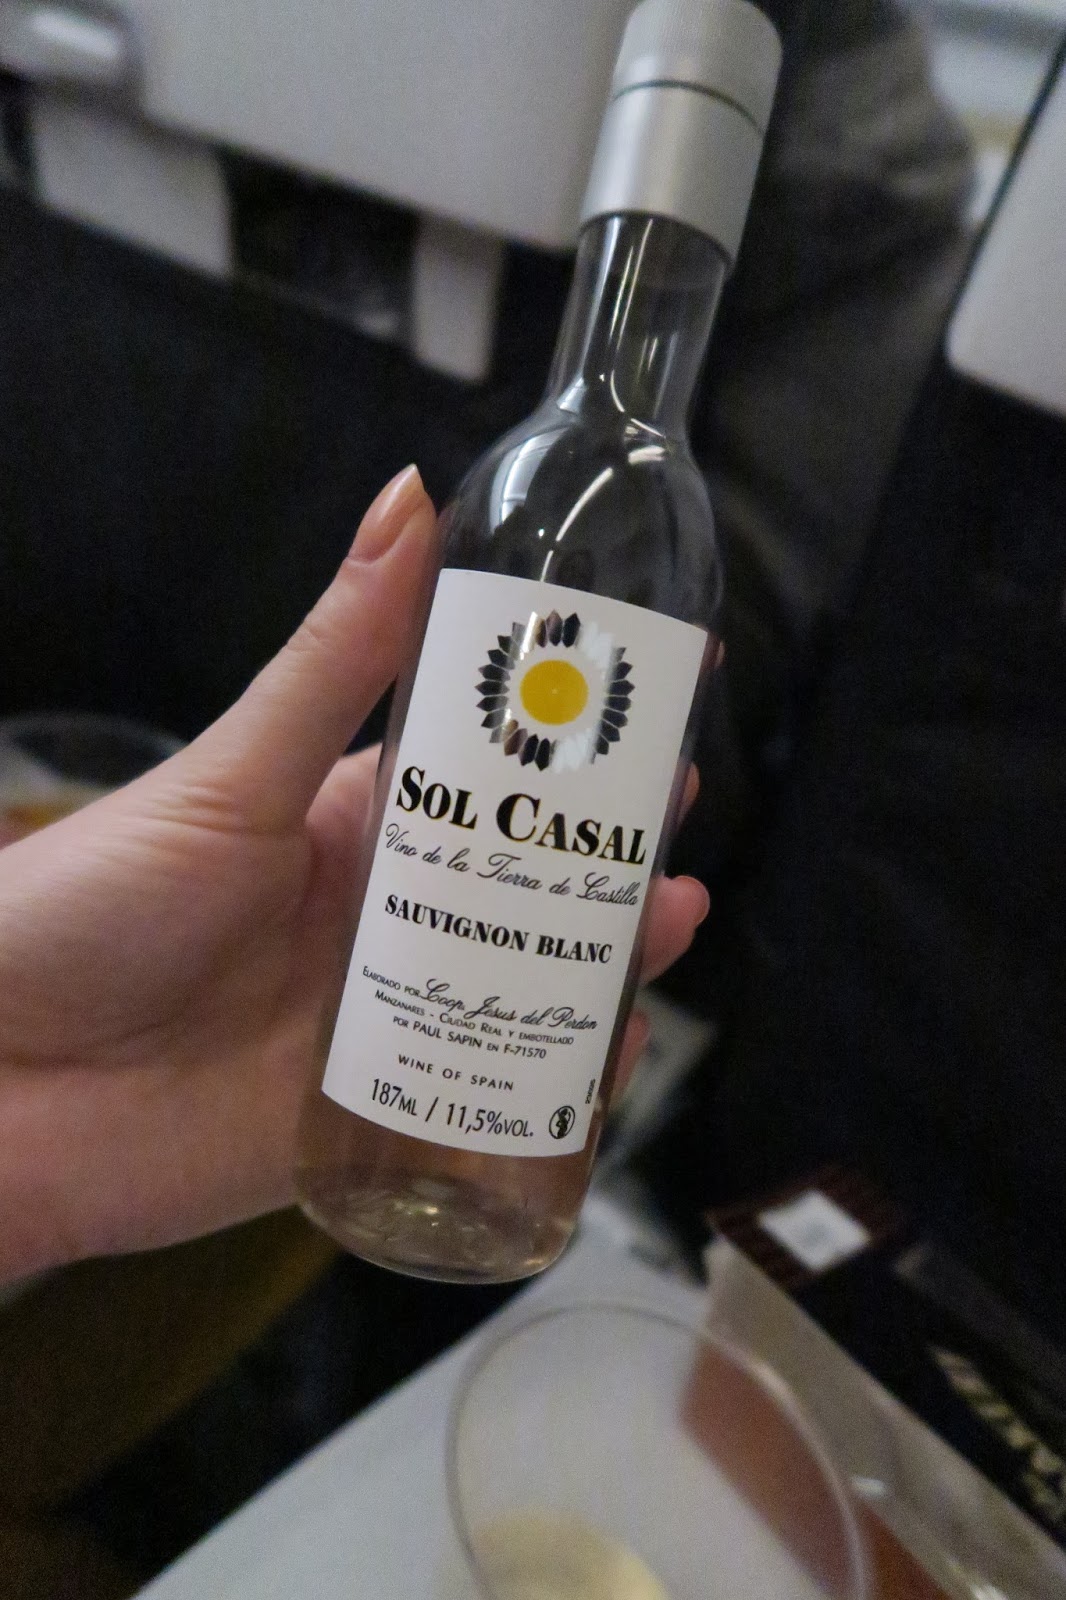 SOL CASAL
Vino de la Tierra de Castilla
SAUVIGNON BLANC
ELABORADO POR Coop. Jesus del Perdon
MANZANARES - CIUDAD REAL Y EMBOTELLADO
POR PAUL SAPIN EN F-71570
WINE OF SPAIN
187ML / 11,5%VOL.